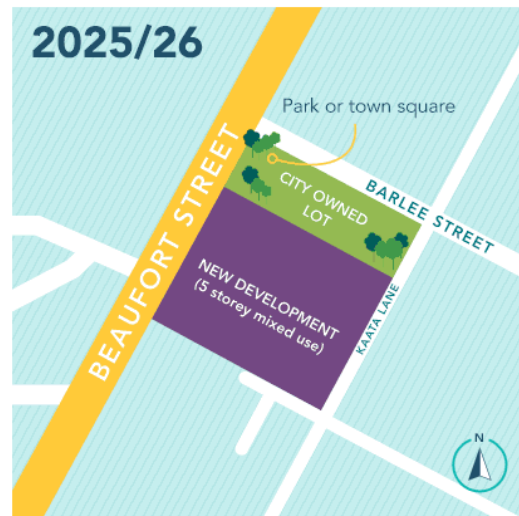 2025/26
Park or town square
BEAUFORT STREET
CITY OWNED
LOT
BARLEE STREET
NEW DEVELOPMENT
(5 storey mixed use)
KAATA LANE
N